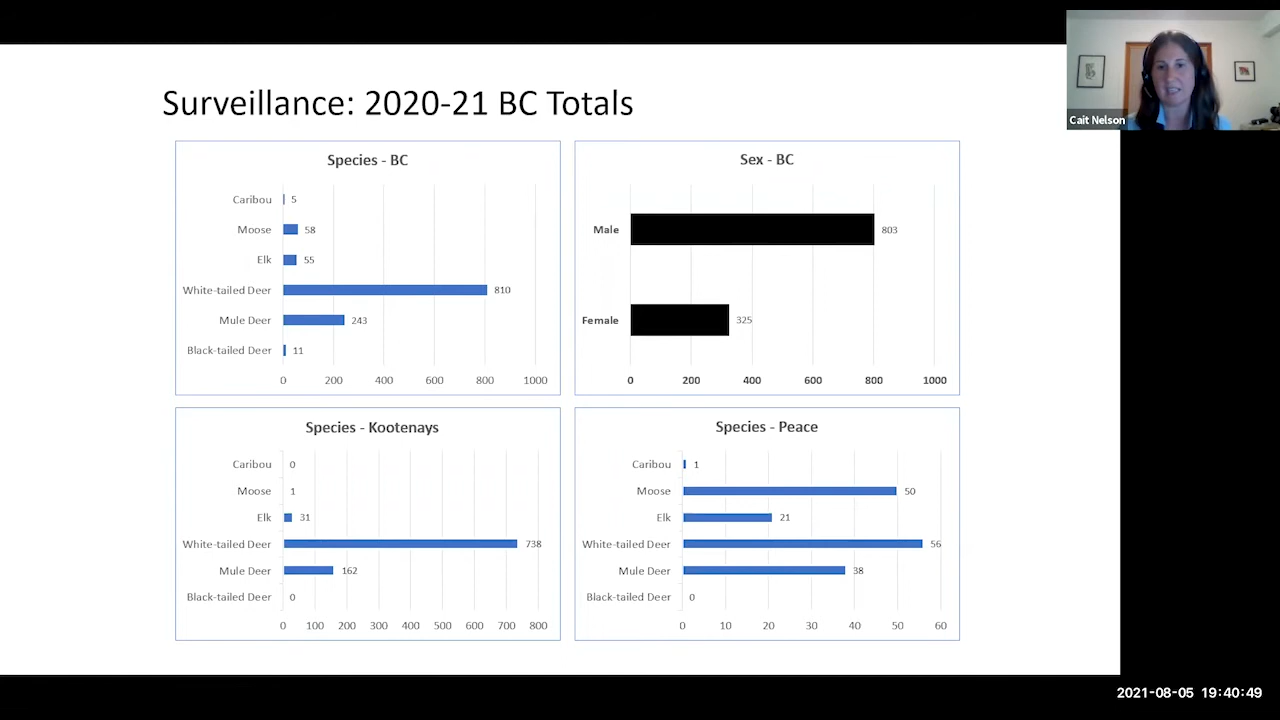 Cait Nelson
Surveillance: 2020-21 BC Totals
Species - BC
Caribou 5
Moose 58
Elk 55
White-tailed Deer 810
Mule Deer 243
Black-tailed Deer 11
0 200 400 600 800 1000
Sex - BC
Male 803
Female 325
0 200 400 600 800 1000
Species - Kootenays
Caribou 0
Moose 1
Elk 31
White-tailed Deer 738
Mule Deer 162
Black-tailed Deer 0
0 100 200 300 400 500 600 700 800
Species - Peace
Caribou 1
Moose 50
Elk 21
White-tailed Deer 56
Mule Deer 38
Black-tailed Deer 0
0 10 20 30 40 50 60
2021-08-05 19:40:49